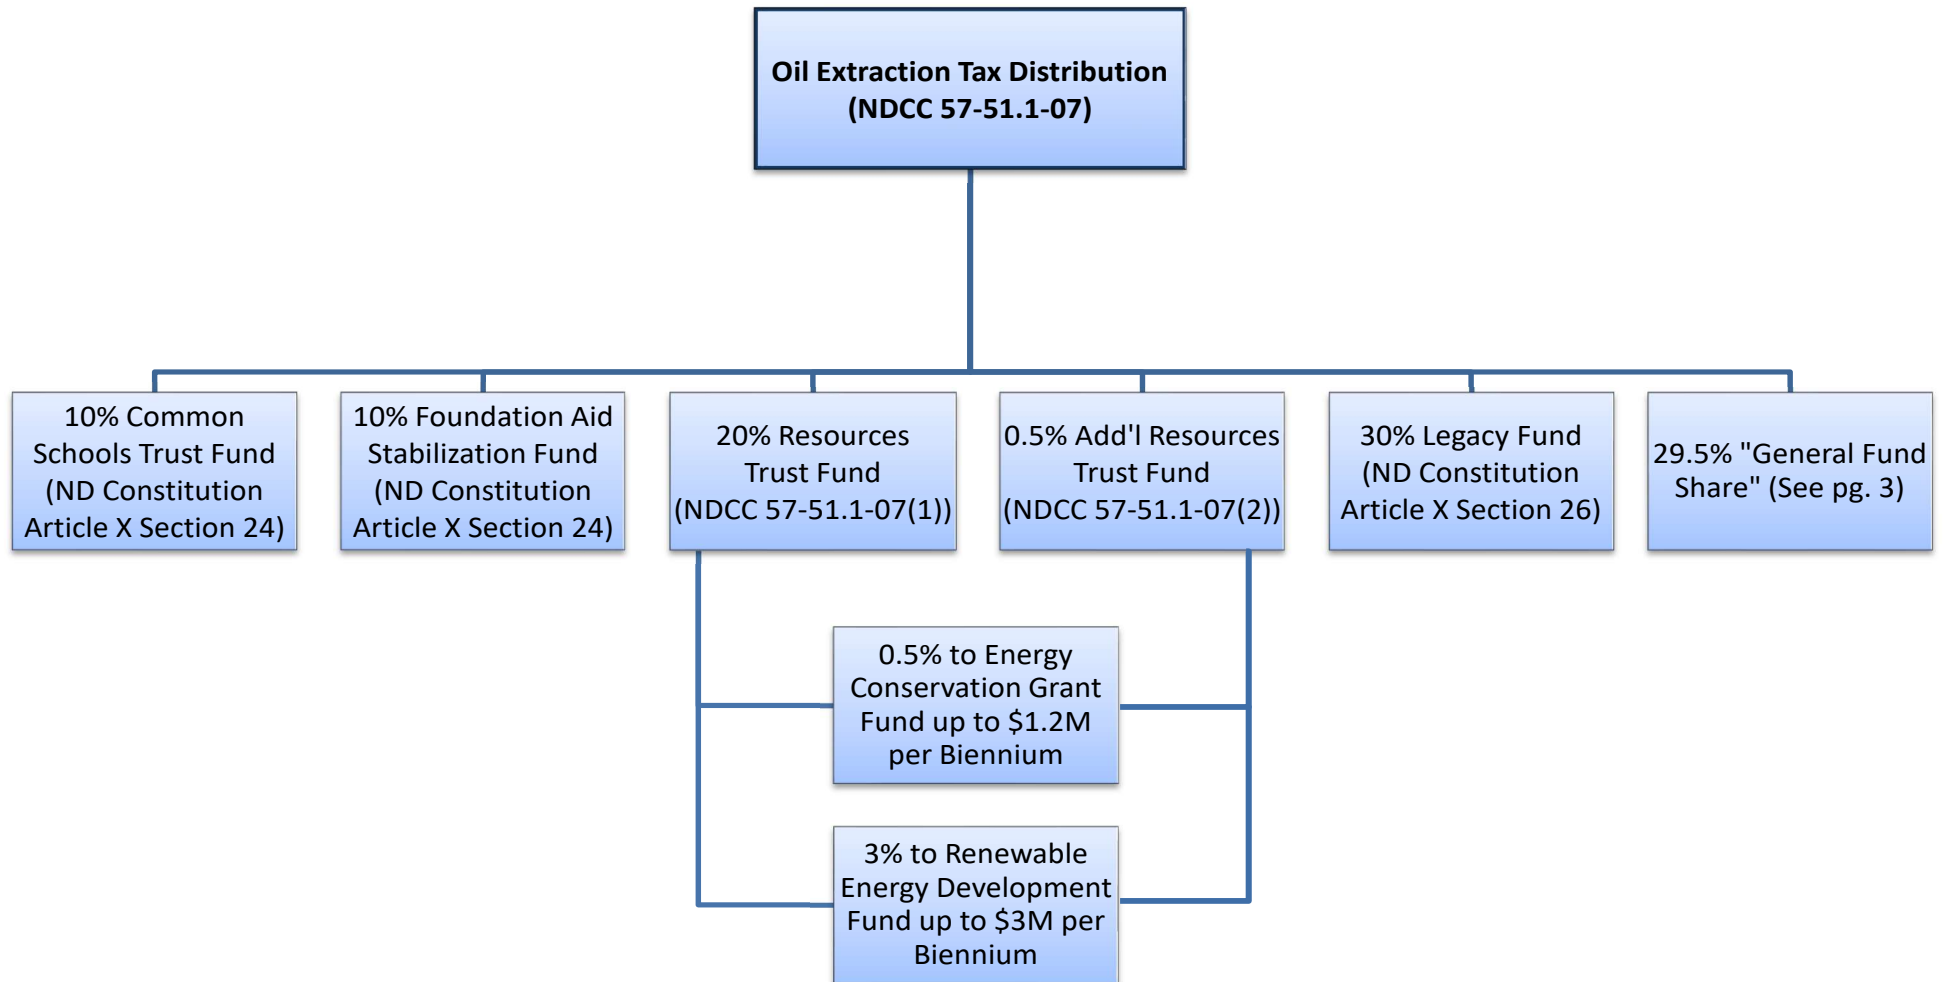 Oil Extraction Tax Distribution
(NDCC 57-51.1-07)
10% Common
Schools Trust Fund
(ND Constitution
Article X Section 24)
10% Foundation Aid
Stabilization Fund
(ND Constitution
Article X Section 24)
20% Resources
Trust Fund
(NDCC 57-51.1-07(1))
0.5% Add'l Resources
Trust Fund
(NDCC 57-51.1-07(2))
30% Legacy Fund
(ND Constitution
Article X Section 26)
29.5% "General Fund
Share" (See pg. 3)
0.5% to Energy
Conservation Grant
Fund up to $1.2M
per Biennium
3% to Renewable
Energy Development
Fund up to $3M per
Biennium